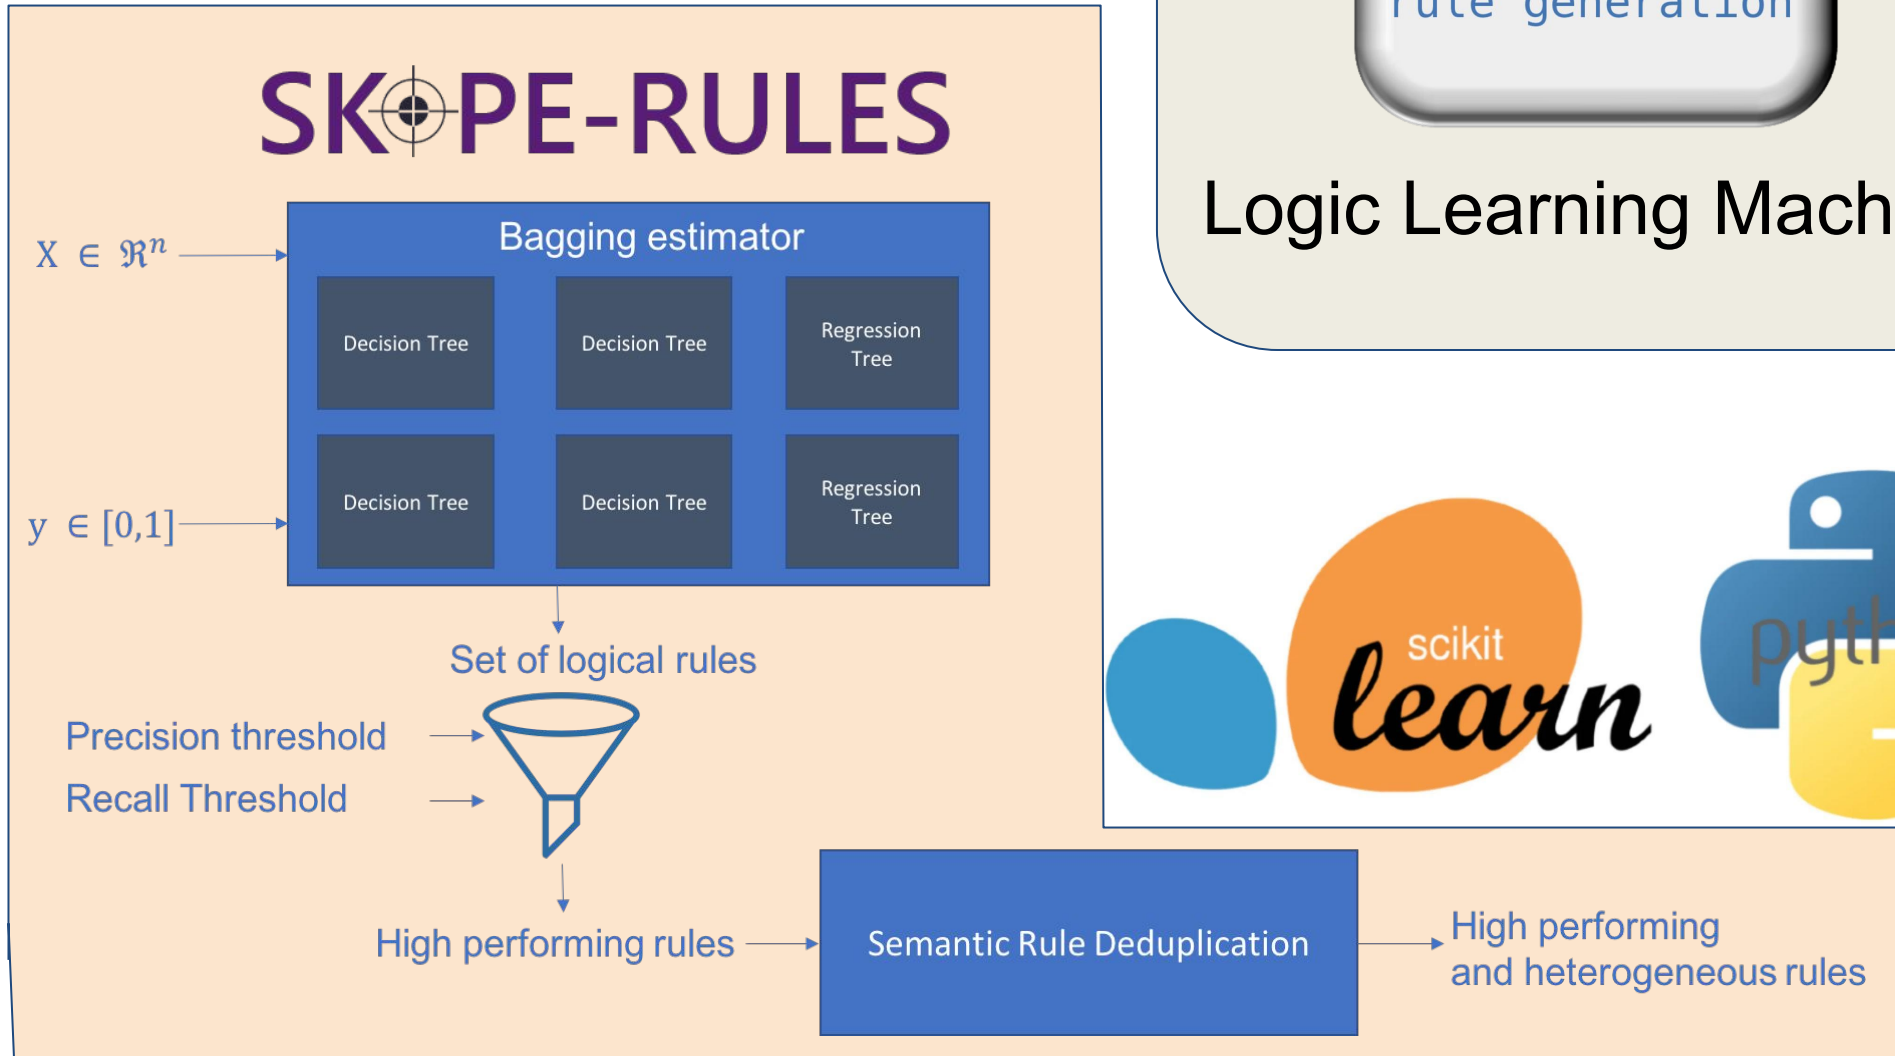 SKOPE-RULES
X ∈ ℜⁿ
Bagging estimator
Decision Tree
Decision Tree
Regression
Tree
Decision Tree
Decision Tree
Regression
Tree
y ∈ [0,1]
Set of logical rules
Precision threshold
Recall Threshold
High performing rules
Semantic Rule Deduplication
High performing
and heterogeneous rules
rule generation
Logic Learning Mach
scikit
learn
pyth